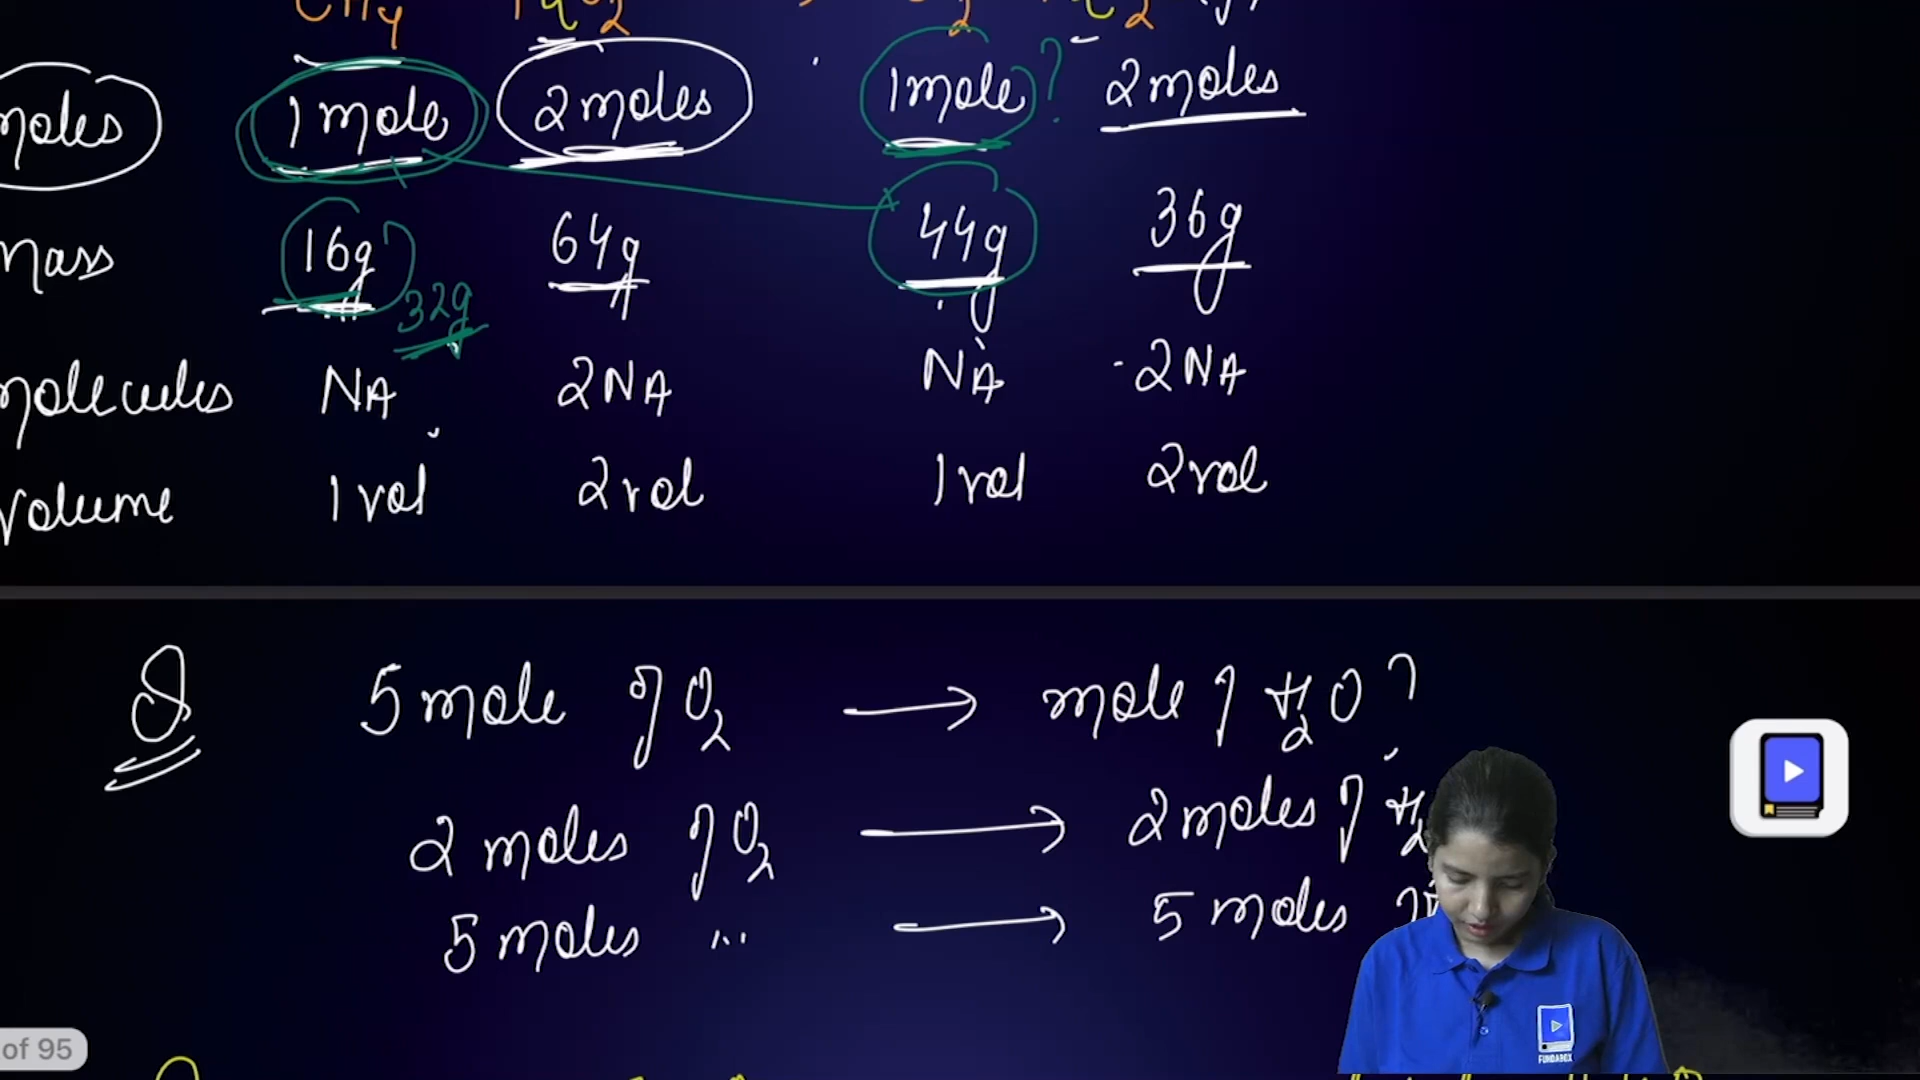 moles 1 mole 2 moles 1 mole ? 2 moles
mass 16g 64g 44g 36g
32g
molecules NA 2NA NA 2NA
volume 1 vol 2 vol 1 vol 2 vol
Q 5 mole of O2 → mole of H2O ?
2 moles of O2 → 2 moles of H2
5 moles ... → 5 moles
of 95
FUNDABOX